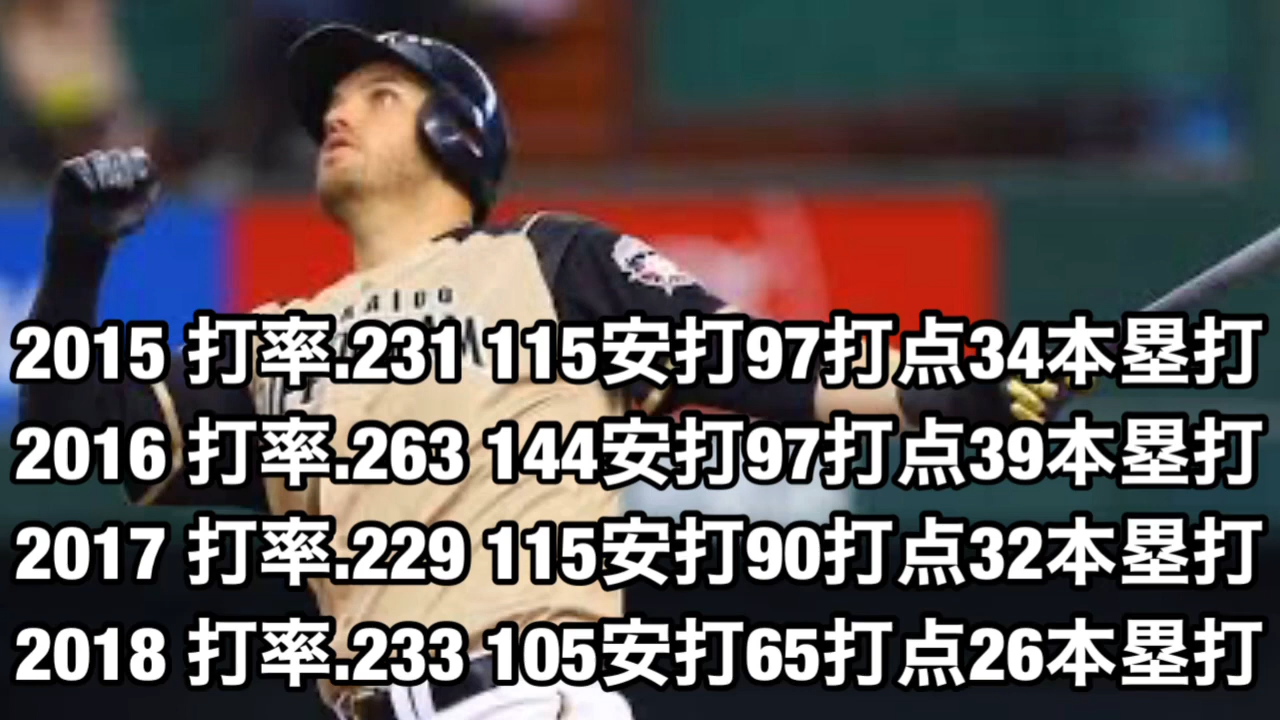 2015 打率.231 115安打97打点34本塁打
2016 打率.263 144安打97打点39本塁打
2017 打率.229 115安打90打点32本塁打
2018 打率.233 105安打65打点26本塁打